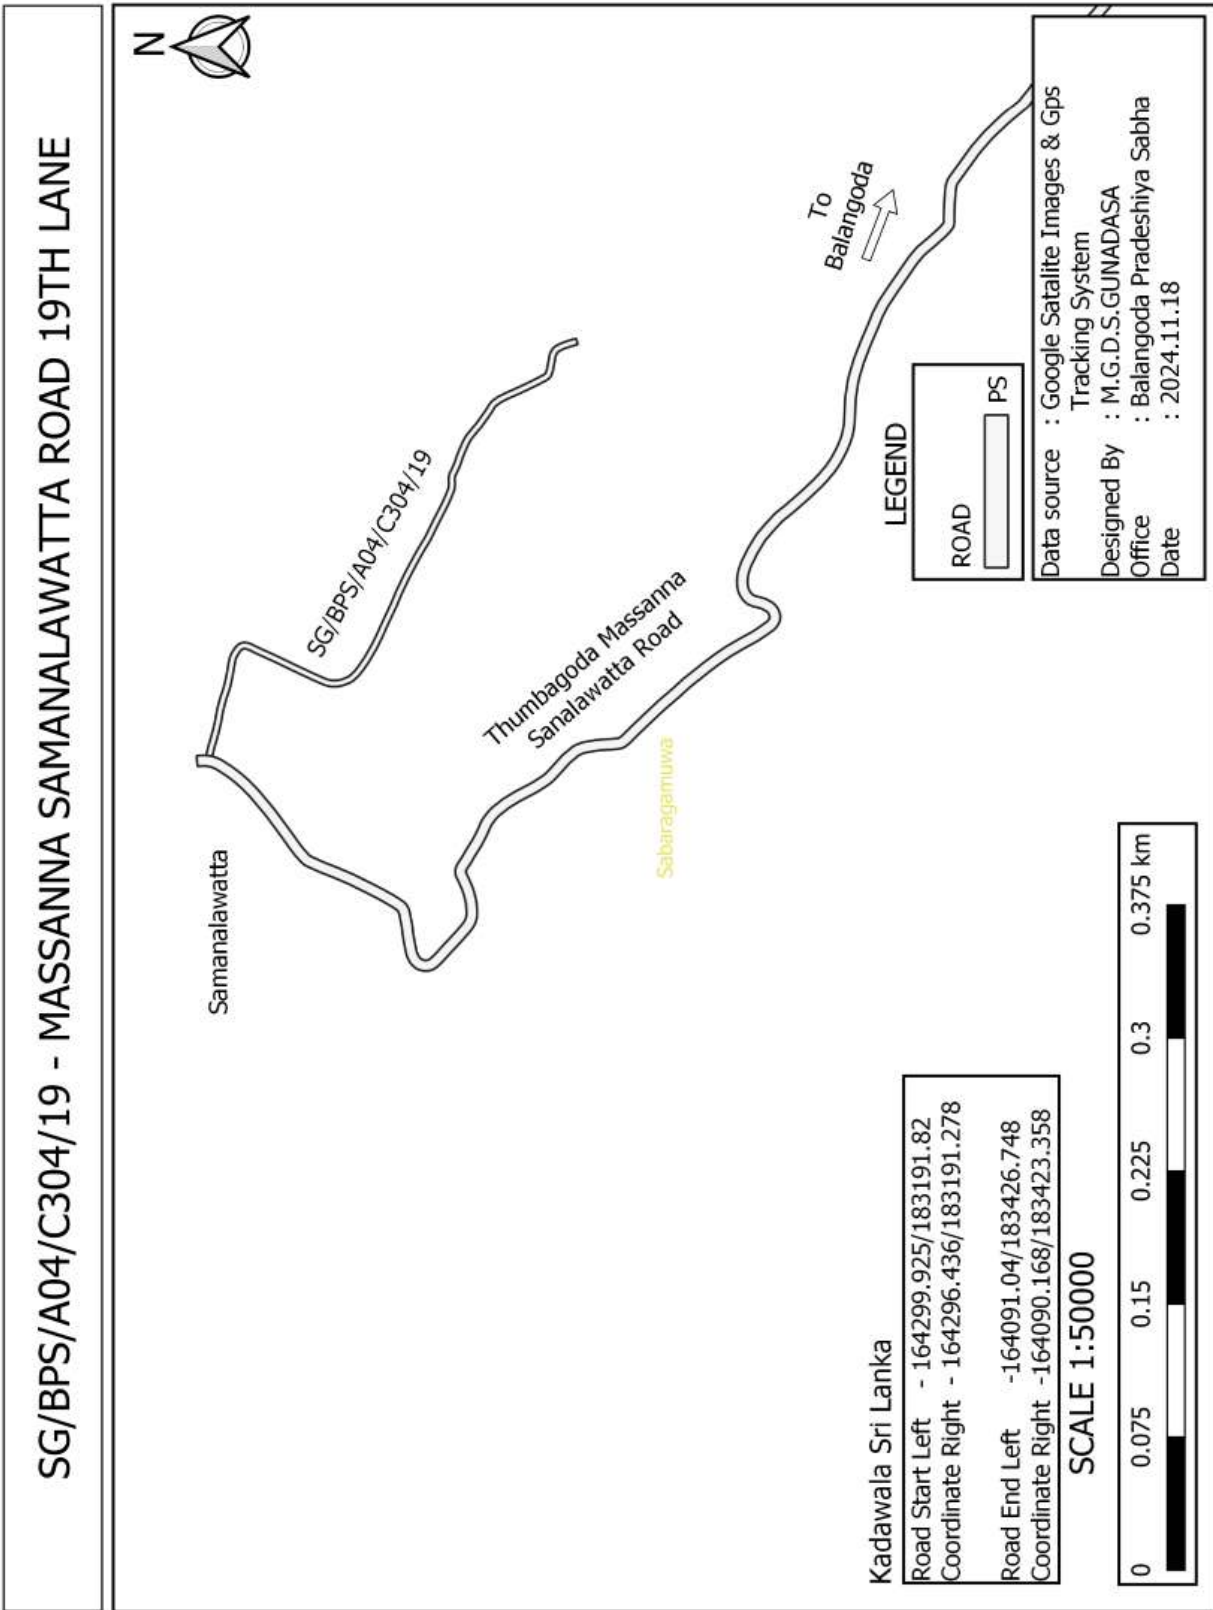 SG/BPS/A04/C304/19 - MASSANNA SAMANALAWATTA ROAD 19TH LANE
N
Samanalawatta
SG/BPS/A04/C304/19
Thumbagoda Massanna
Sanalawatta Road
Sabaragamuwa
To
Balangoda
Kadawala Sri Lanka
Road Start Left - 164299.925/183191.82
Coordinate Right - 164296.436/183191.278
Road End Left -164091.04/183426.748
Coordinate Right -164090.168/183423.358
SCALE 1:50000
0 0.075 0.15 0.225 0.3 0.375 km
LEGEND
ROAD
PS
Data source : Google Satalite Images & Gps
Tracking System
Designed By : M.G.D.S.GUNADASA
Office : Balangoda Pradeshiya Sabha
Date : 2024.11.18